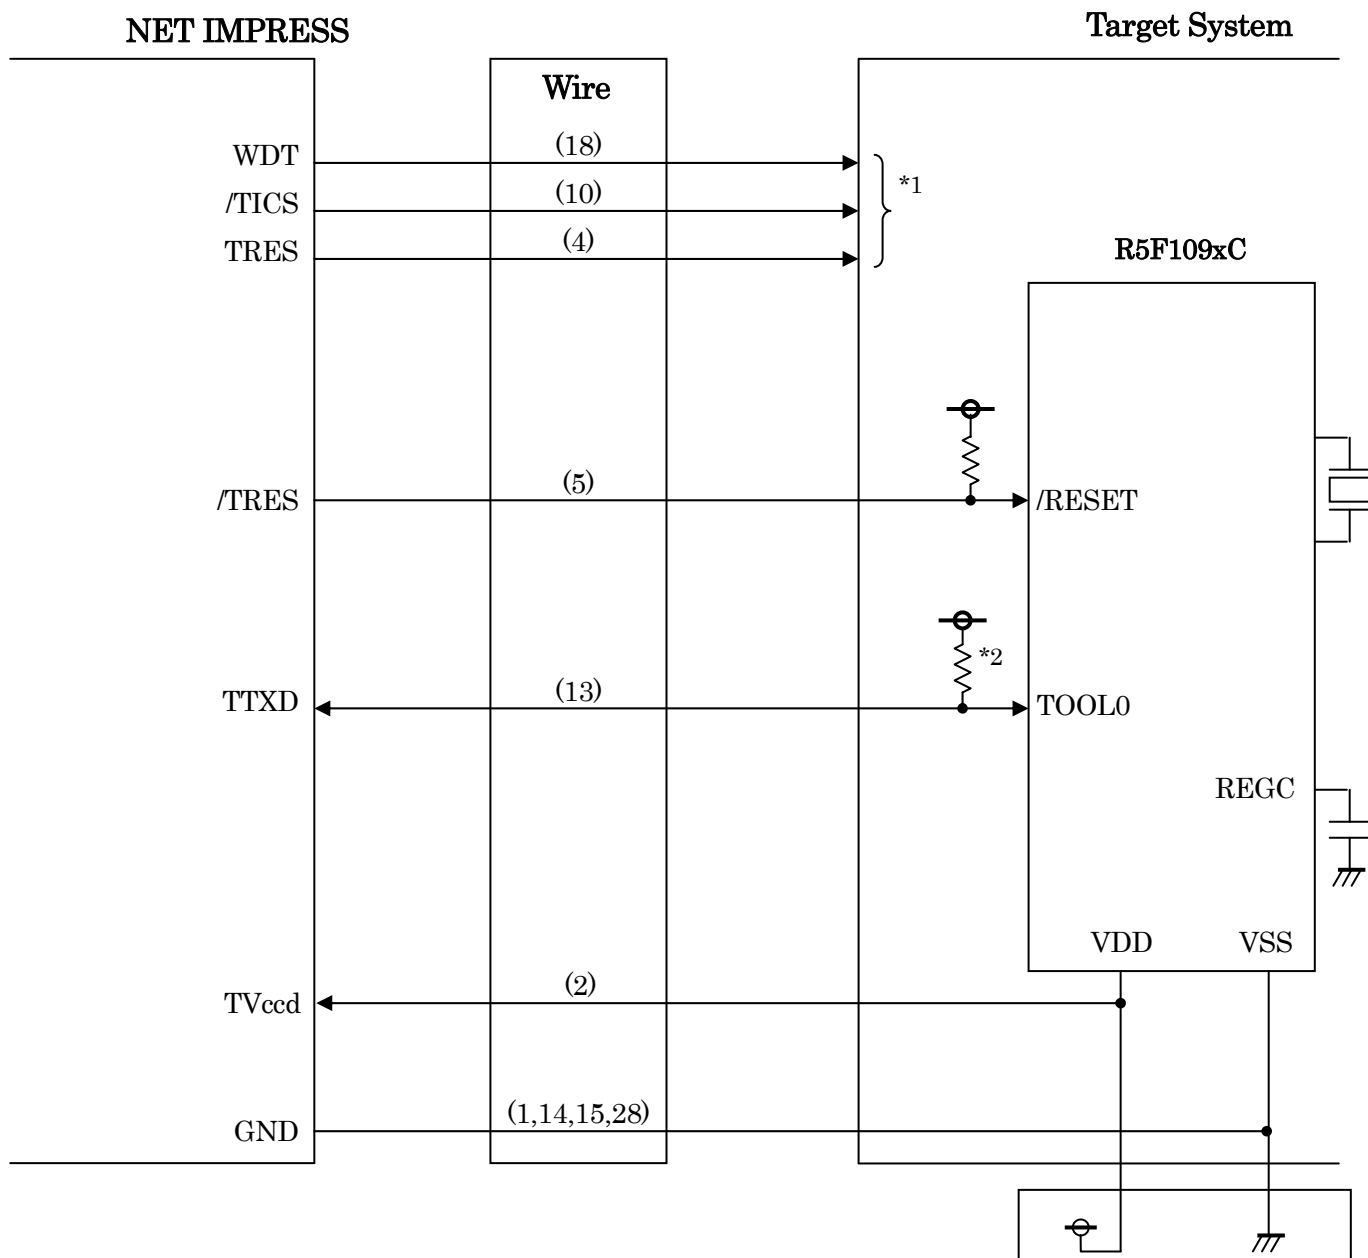 NET IMPRESS
Target System
Wire
WDT
(18)
*1
/TICS
(10)
TRES
(4)
R5F109xC
/TRES
(5)
/RESET
*2
TTXD
(13)
TOOL0
REGC
VDD
VSS
TVccd
(2)
GND
(1,14,15,28)